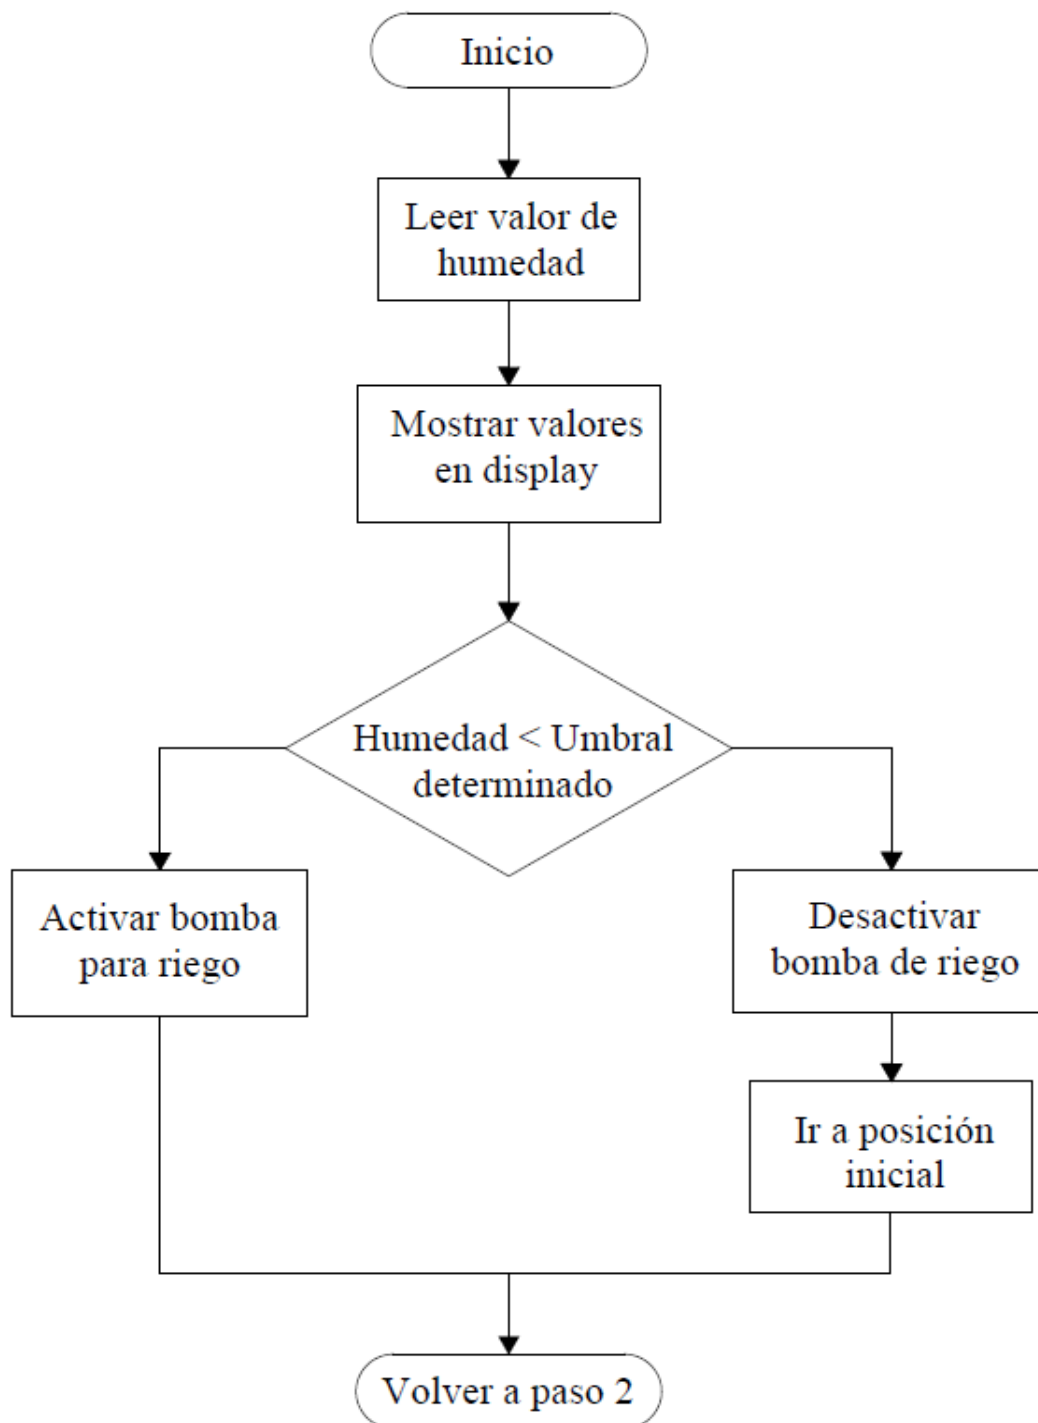 Inicio
Leer valor de
humedad
Mostrar valores
en display
Humedad < Umbral
determinado
Activar bomba
para riego
Desactivar
bomba de riego
Ir a posición
inicial
Volver a paso 2